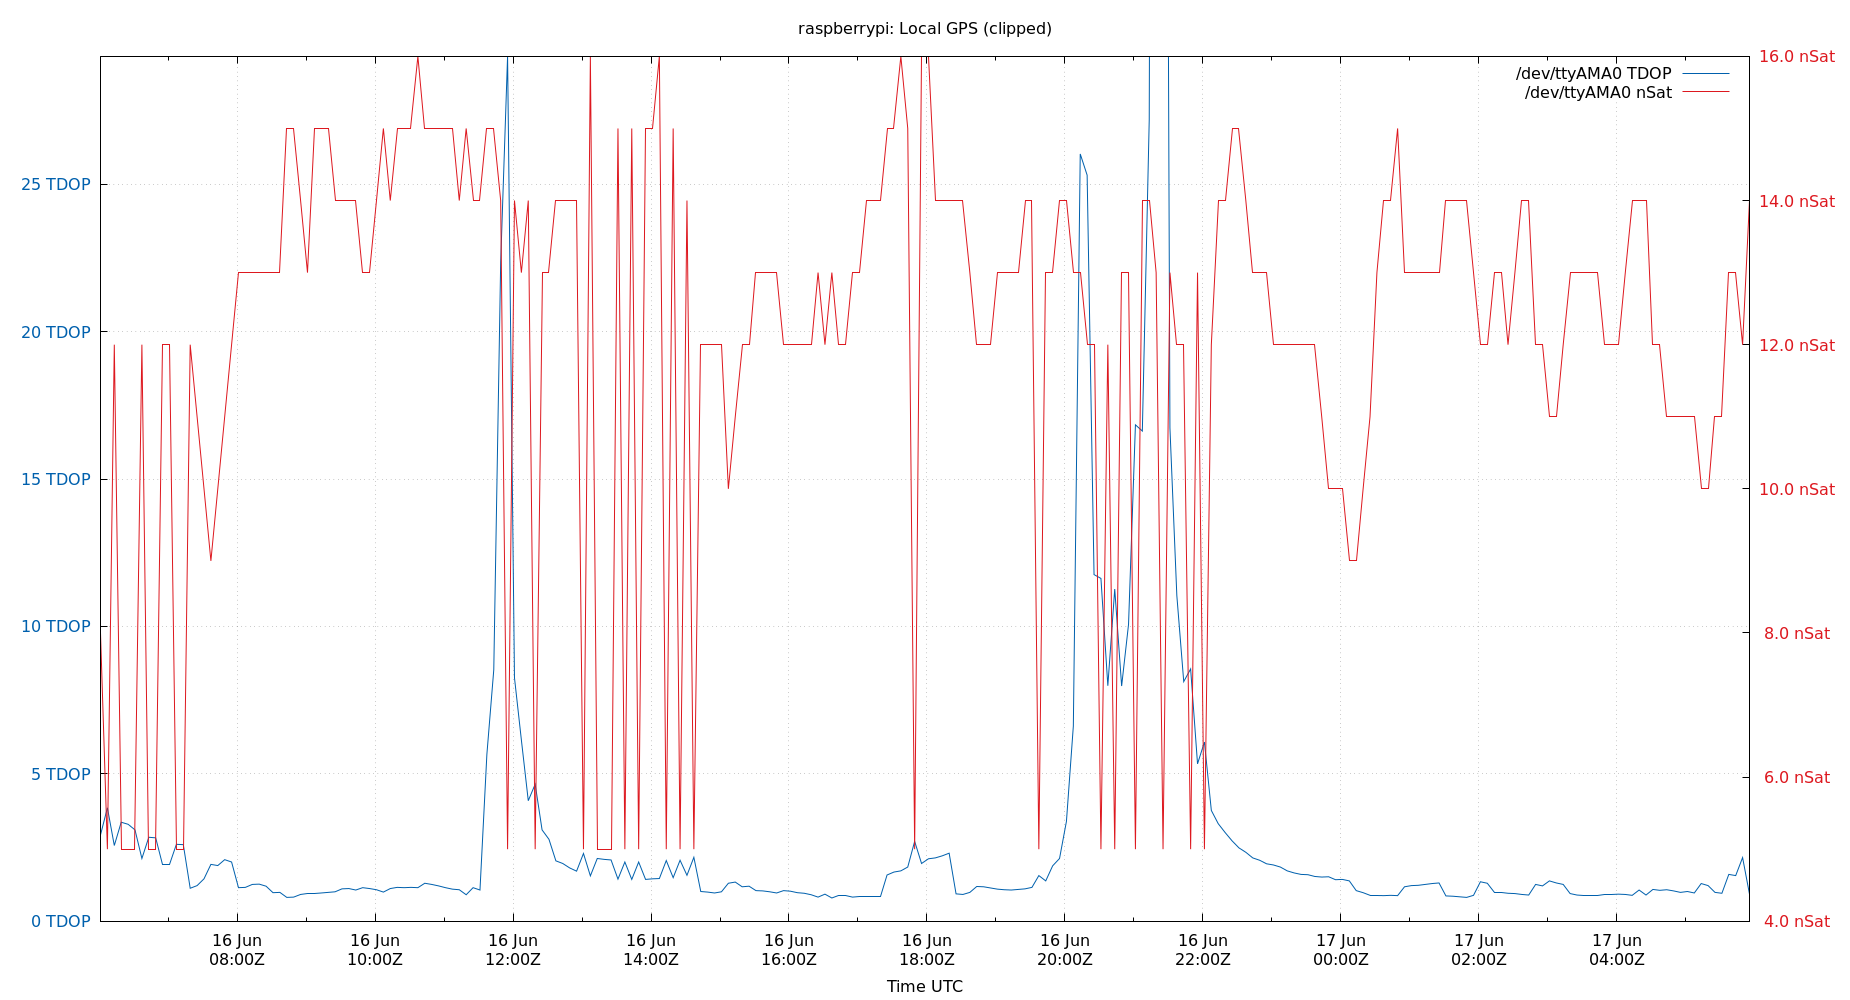 raspberrypi: Local GPS (clipped)
16.0 nSat
/dev/ttyAMA0 TDOP
/dev/ttyAMA0 nSat
25 TDOP
14.0 nSat
20 TDOP
12.0 nSat
15 TDOP
10.0 nSat
10 TDOP
8.0 nSat
5 TDOP
6.0 nSat
0 TDOP
4.0 nSat
16 Jun 16 Jun 16 Jun 16 Jun 16 Jun 16 Jun 16 Jun 16 Jun 17 Jun 17 Jun 17 Jun
08:00Z 10:00Z 12:00Z 14:00Z 16:00Z 18:00Z 20:00Z 22:00Z 00:00Z 02:00Z 04:00Z
Time UTC